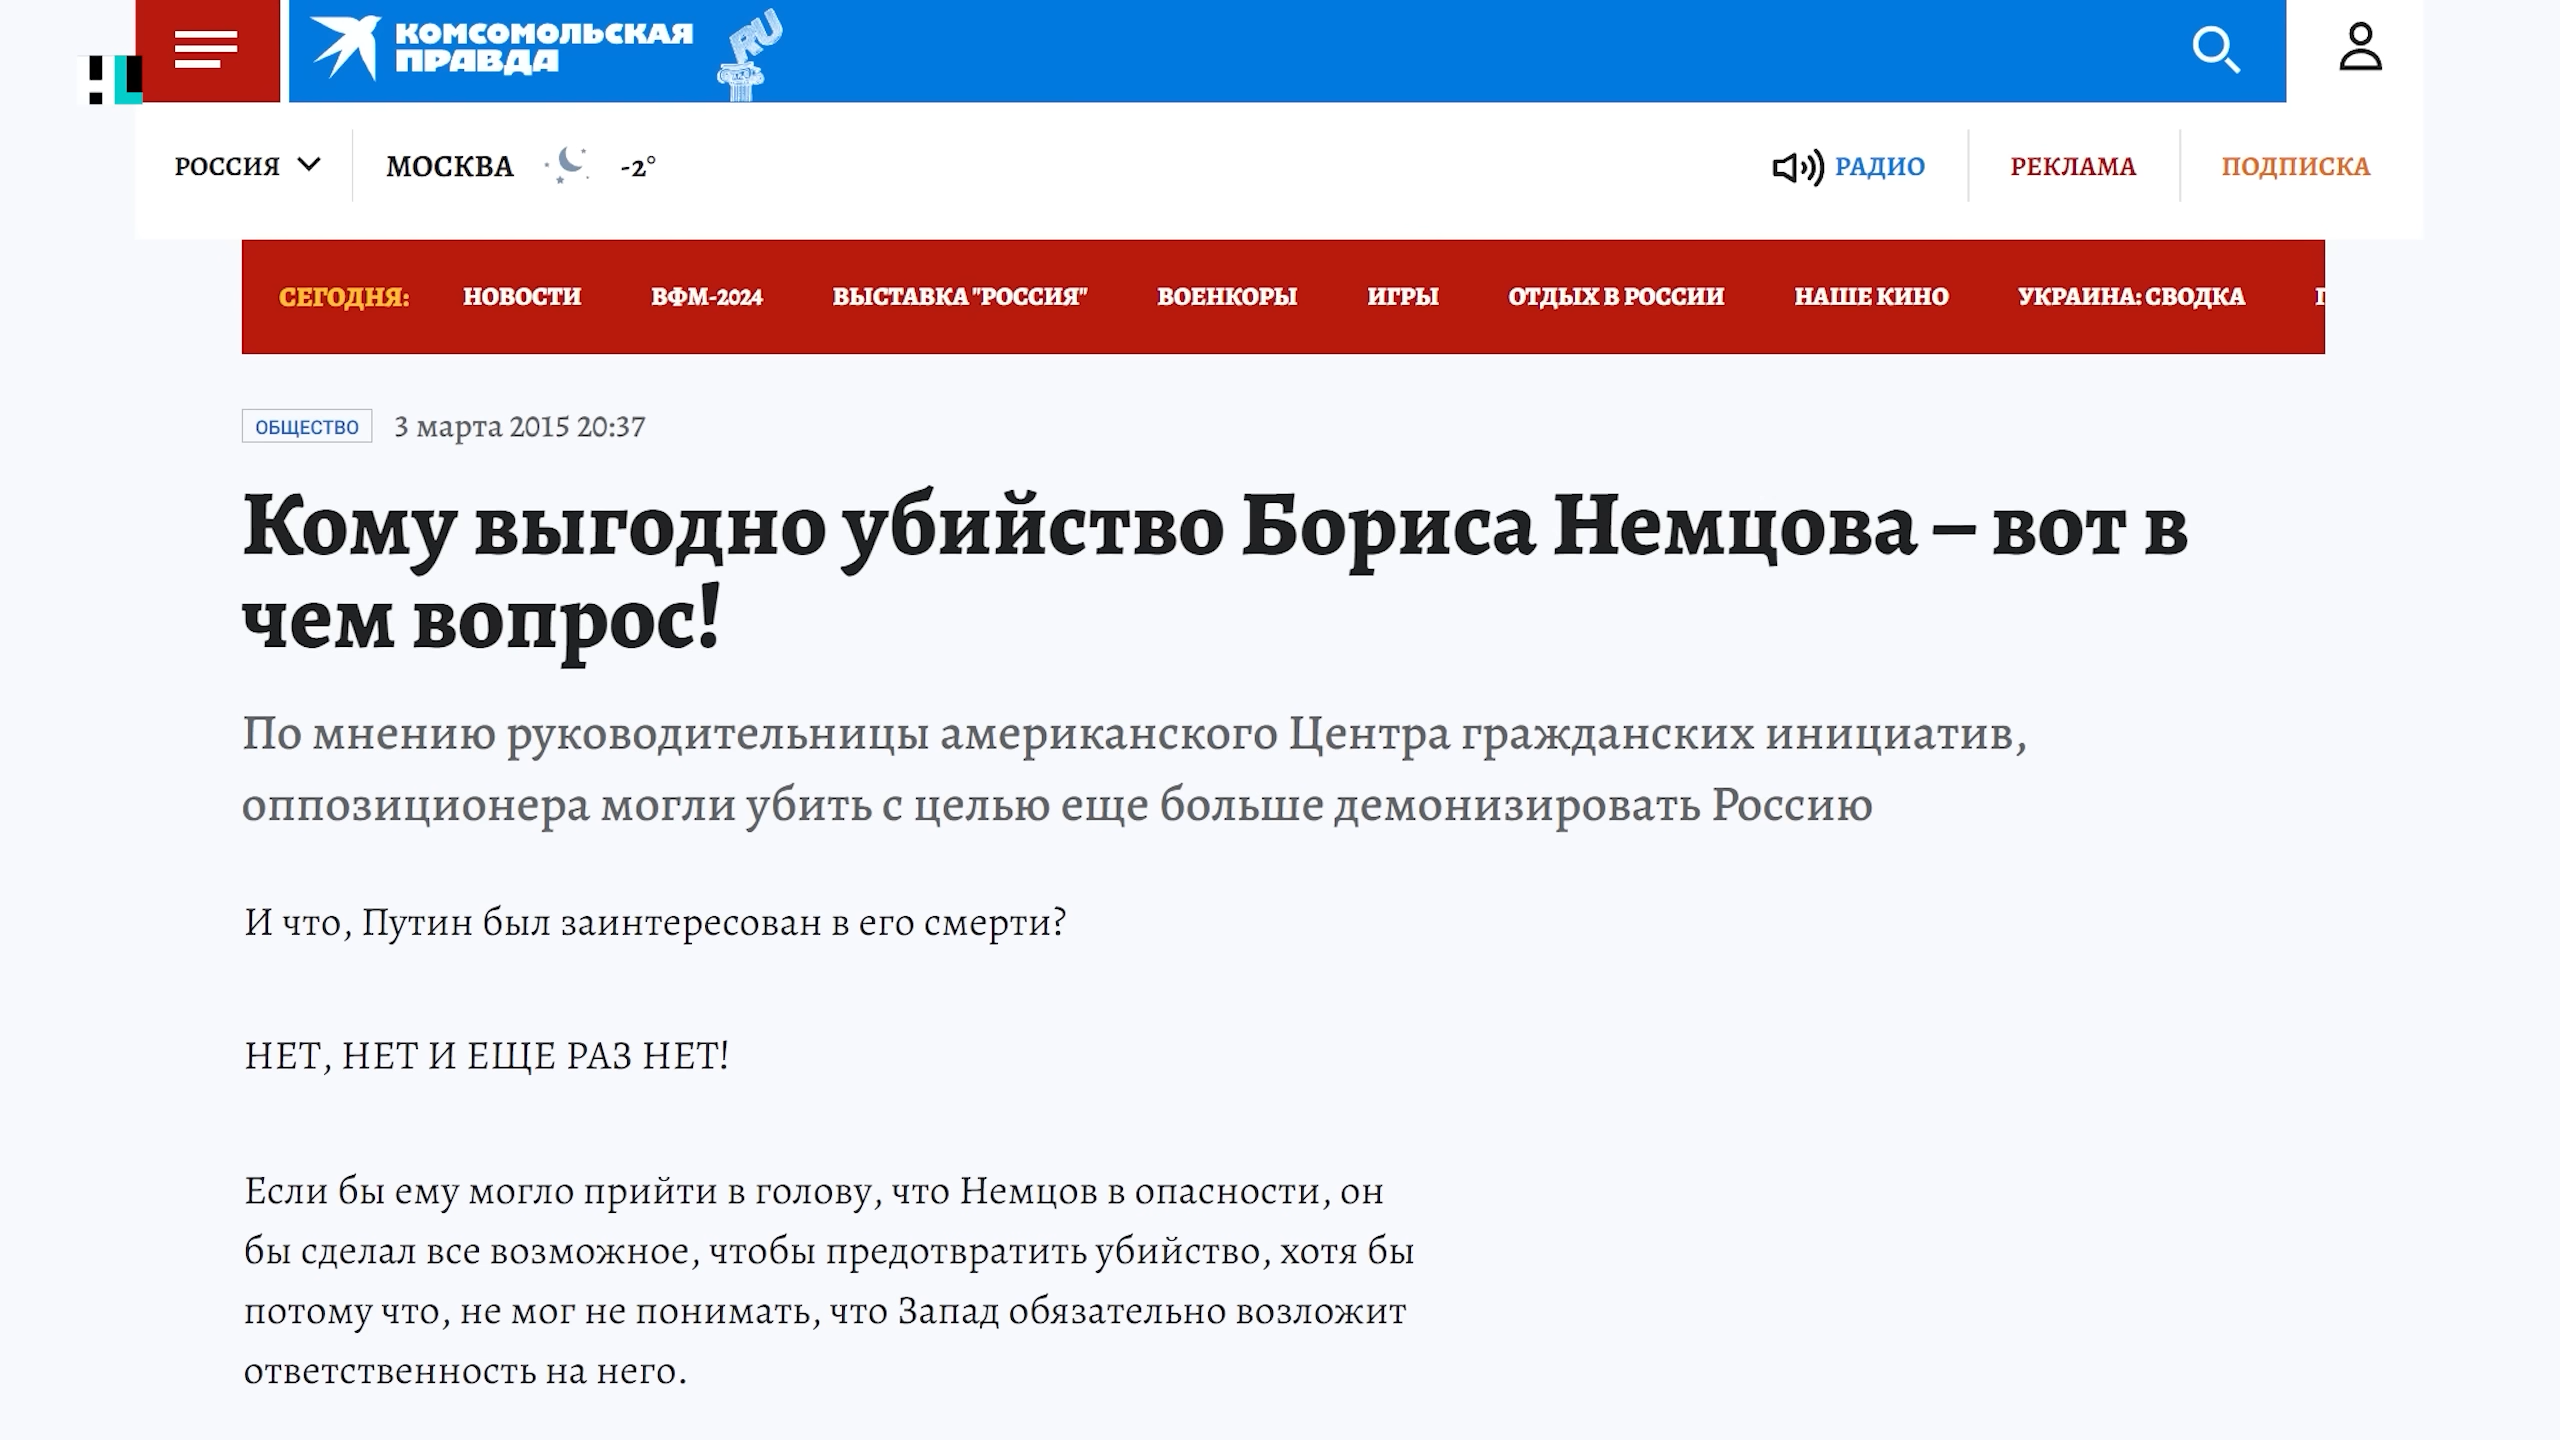 КОМСОМОЛЬСКАЯ
ПРАВДА
RU
РОССИЯ
МОСКВА
-2°
РАДИО
РЕКЛАМА
ПОДПИСКА
СЕГОДНЯ: НОВОСТИ ВФМ-2024 ВЫСТАВКА "РОССИЯ" ВОЕНКОРЫ ИГРЫ ОТДЫХ В РОССИИ НАШЕ КИНО УКРАИНА: СВОДКА
ОБЩЕСТВО 3 марта 2015 20:37
Кому выгодно убийство Бориса Немцова – вот в
чем вопрос!
По мнению руководительницы американского Центра гражданских инициатив,
оппозиционера могли убить с целью еще больше демонизировать Россию
И что, Путин был заинтересован в его смерти?
НЕТ, НЕТ И ЕЩЕ РАЗ НЕТ!
Если бы ему могло прийти в голову, что Немцов в опасности, он
бы сделал все возможное, чтобы предотвратить убийство, хотя бы
потому что, не мог не понимать, что Запад обязательно возложит
ответственность на него.